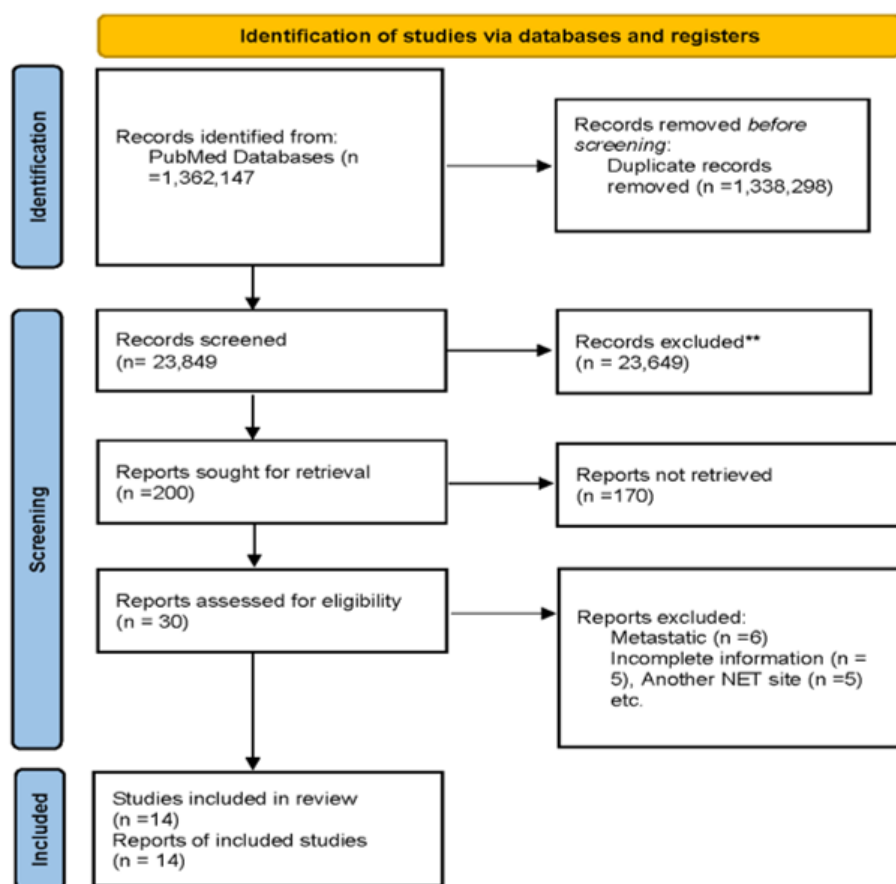 Identification of studies via databases and registers
Identification
Records identified from:
PubMed Databases (n
=1,362,147
Records removed before
screening:
Duplicate records
removed (n =1,338,298)
Screening
Records screened
(n= 23,849
Records excluded**
(n = 23,649)
Reports sought for retrieval
(n =200)
Reports not retrieved
(n =170)
Reports assessed for eligibility
(n = 30)
Reports excluded:
Metastatic (n =6)
Incomplete information (n =
5), Another NET site (n =5)
etc.
Included
Studies included in review
(n =14)
Reports of included studies
(n = 14)